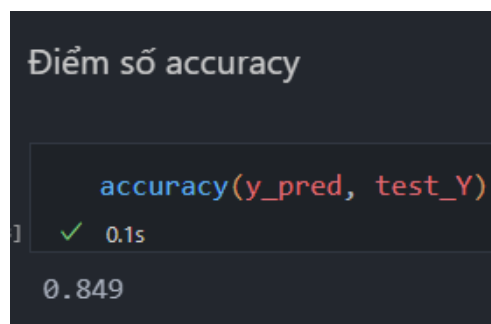 Điểm số accuracy
accuracy(y_pred, test_Y)
] ✓ 0.1s
0.849